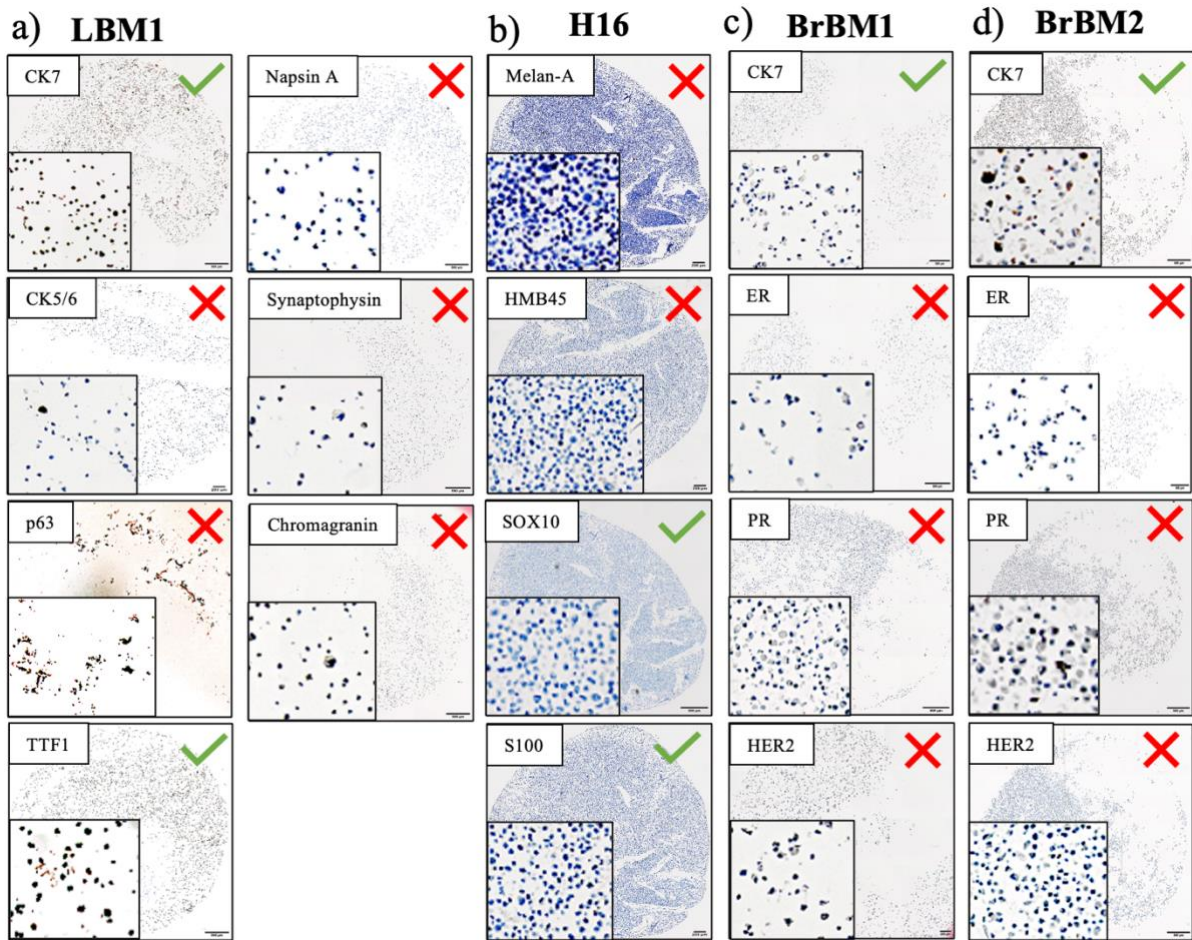 a) LBM1
b) H16
c) BrBM1
d) BrBM2
CK7
Napsin A
Melan-A
CK7
CK7
CK5/6
Synaptophysin
HMB45
ER
ER
p63
Chromagranin
SOX10
PR
PR
TTF1
S100
HER2
HER2